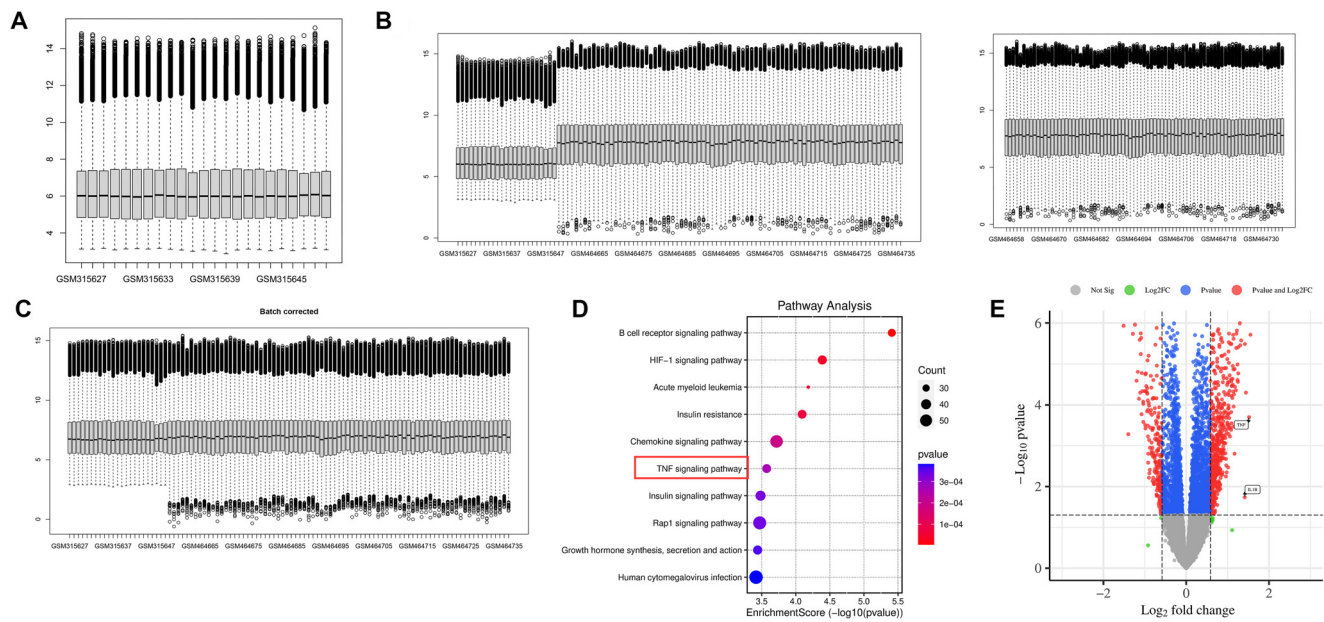 A
14
12
10
8
6
4
GSM315627
GSM315633
GSM315639
GSM315645
B
15
10
5
0
GSM315627
GSM315637
GSM315647
GSM464665
GSM464675
GSM464685
GSM464695
GSM464705
GSM464715
GSM464725
GSM464735
15
10
5
0
GSM464658
GSM464670
GSM464682
GSM464694
GSM464706
GSM464718
GSM464730
C
Batch corrected
15
10
5
0
GSM315627
GSM315637
GSM315647
GSM464665
GSM464675
GSM464685
GSM464695
GSM464705
GSM464715
GSM464725
GSM464735
D
Pathway Analysis
B cell receptor signaling pathway
HIF−1 signaling pathway
Acute myeloid leukemia
Insulin resistance
Chemokine signaling pathway
TNF signaling pathway
Insulin signaling pathway
Rap1 signaling pathway
Growth hormone synthesis, secretion and action
Human cytomegalovirus infection
3.5
4.0
4.5
5.0
5.5
EnrichmentScore (−log10(pvalue))
Count
30
40
50
pvalue
3e−04
2e−04
1e−04
E
Not Sig
Log2FC
Pvalue
Pvalue and Log2FC
6
4
2
0
−Log10 pvalue
TNF
IL1B
−2
0
2
Log2 fold change